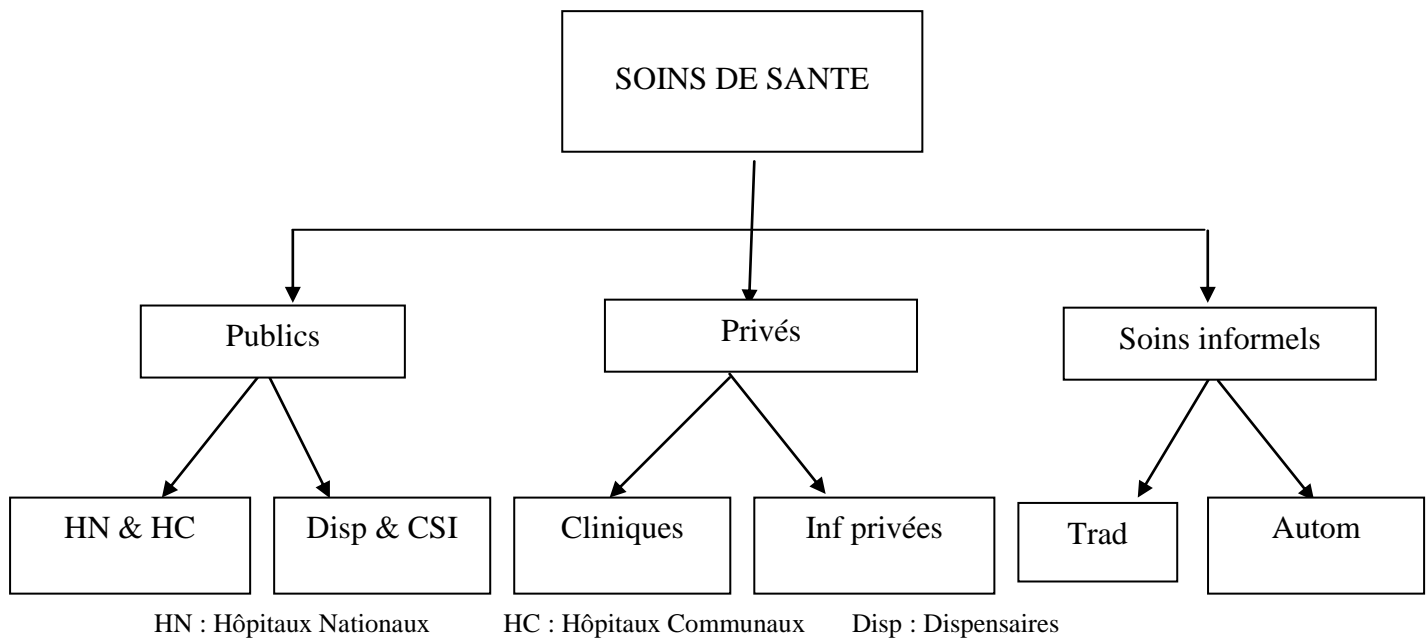 SOINS DE SANTE
Publics
Privés
Soins informels
HN & HC
Disp & CSI
Cliniques
Inf privées
Trad
Autom
HN : Hôpitaux Nationaux HC : Hôpitaux Communaux Disp : Dispensaires